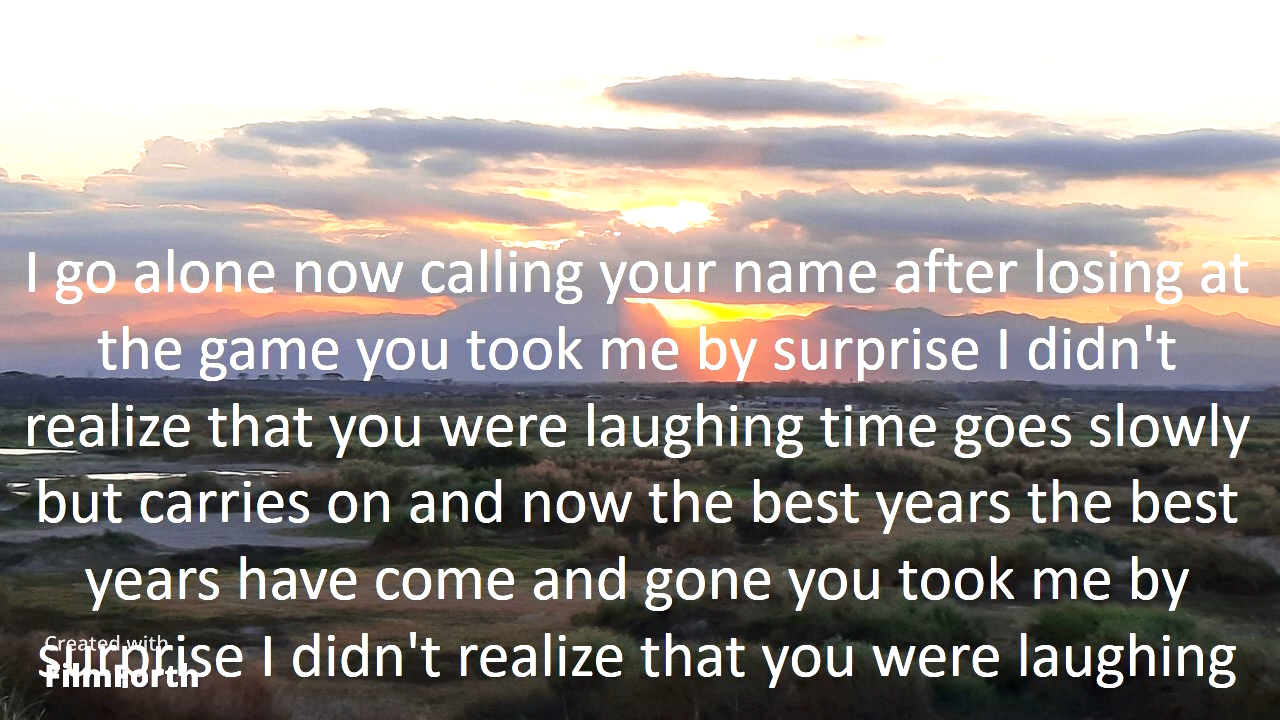 I go alone now calling your name after losing at
the game you took me by surprise I didn't
realize that you were laughing time goes slowly
but carries on and now the best years the best
years have come and gone you took me by
surprise I didn't realize that you were laughing
Created with
FilmForth